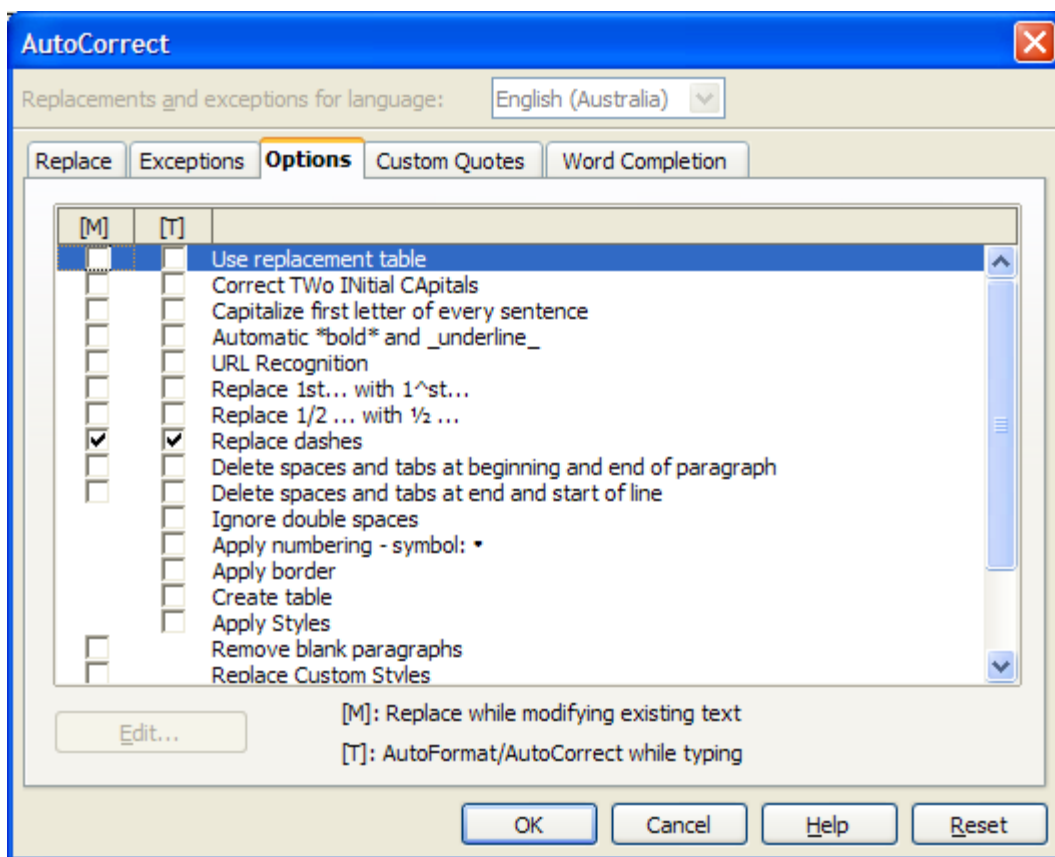 AutoCorrect
Replacements and exceptions for language: English (Australia)
Replace Exceptions Options Custom Quotes Word Completion
[M] [T]
Use replacement table
Correct TWo INitial CApitals
Capitalize first letter of every sentence
Automatic *bold* and _underline_
URL Recognition
Replace 1st... with 1^st...
Replace 1/2 ... with ½ ...
Replace dashes
Delete spaces and tabs at beginning and end of paragraph
Delete spaces and tabs at end and start of line
Ignore double spaces
Apply numbering - symbol: •
Apply border
Create table
Apply Styles
Remove blank paragraphs
Replace Custom Styles
[M]: Replace while modifying existing text
Edit...
[T]: AutoFormat/AutoCorrect while typing
OK Cancel Help Reset